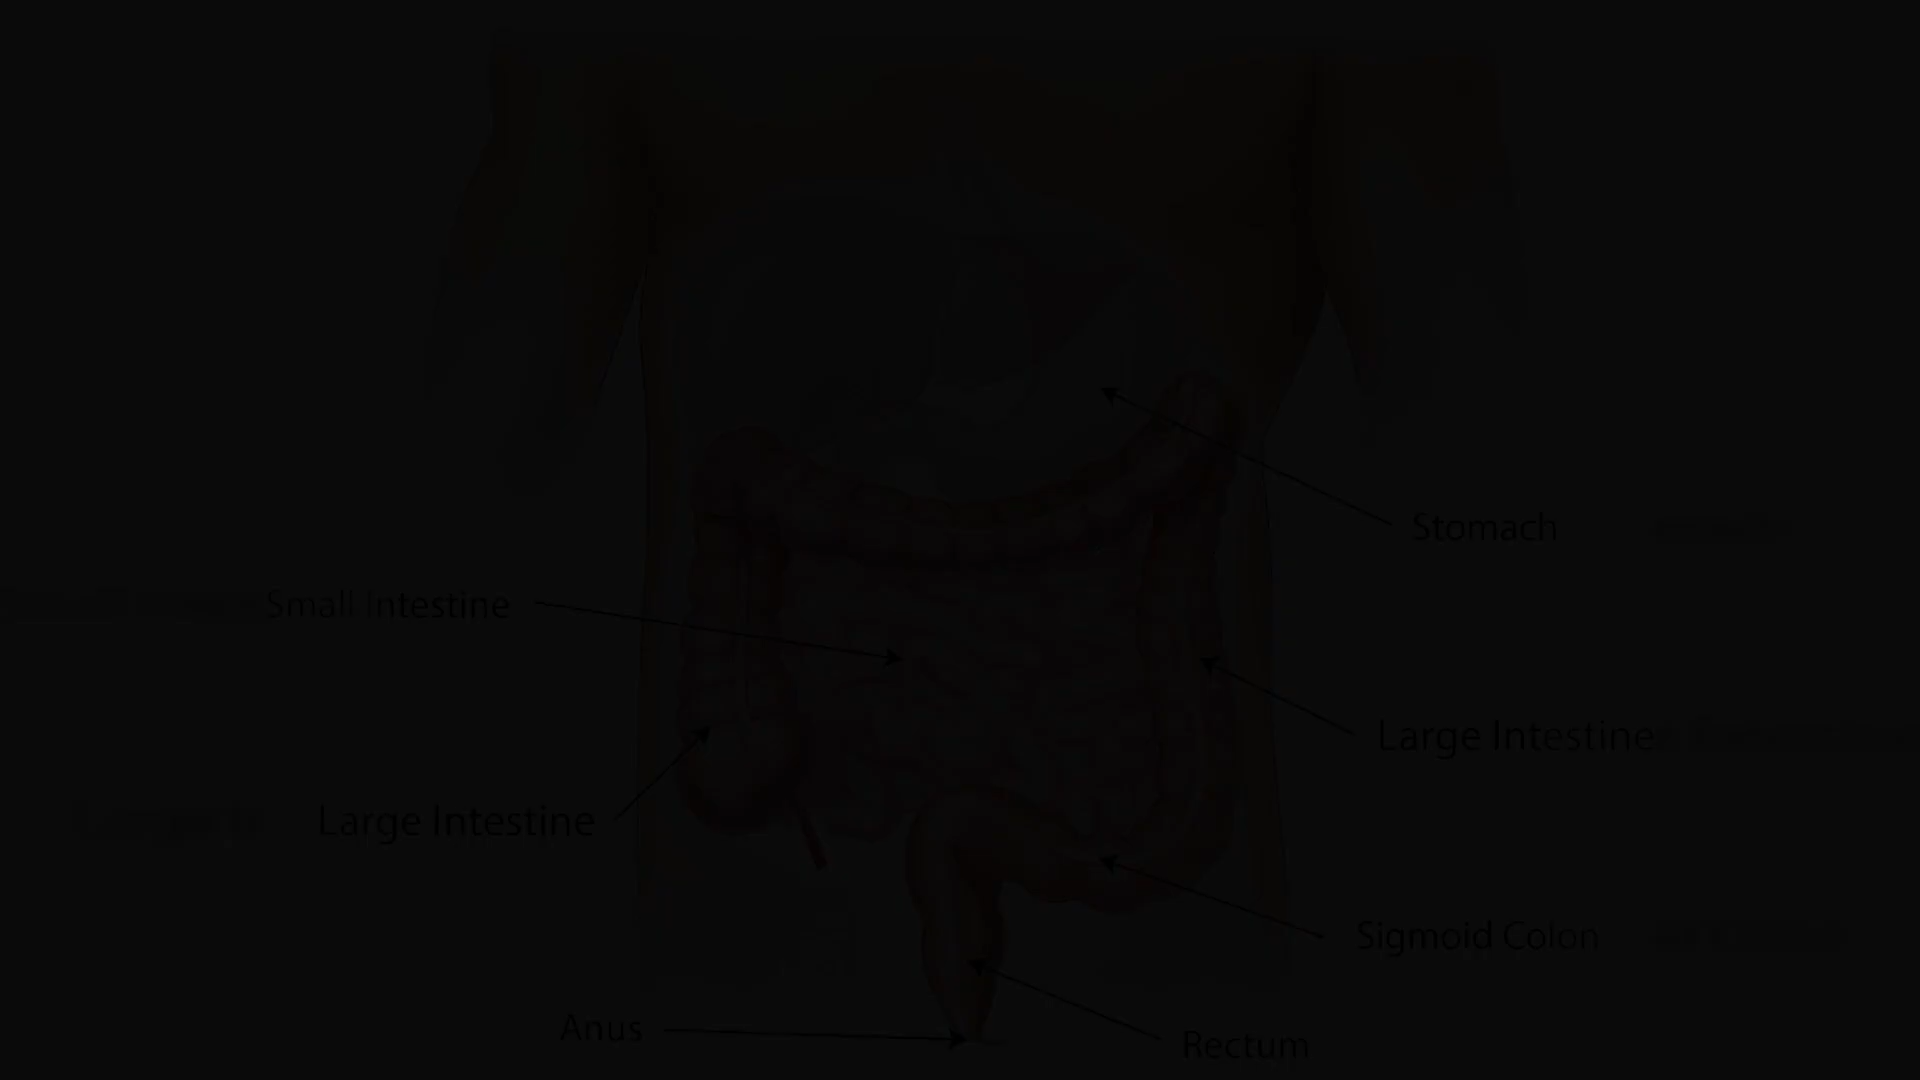 Stomach
Small Intestine
Large Intestine
Large Intestine
Sigmoid Colon
Anus
Rectum